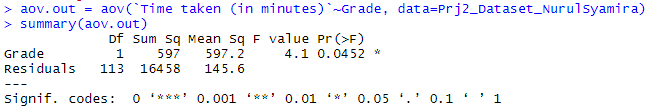 > aov.out = aov(`Time taken (in minutes)`~Grade, data=Prj2_Dataset_NurulSyamira)
> summary(aov.out)
Df Sum Sq Mean Sq F value Pr(>F)
Grade 1 597 597.2 4.1 0.0452 *
Residuals 113 16458 145.6
---
Signif. codes: 0 ‘***’ 0.001 ‘**’ 0.01 ‘*’ 0.05 ‘.’ 0.1 ‘ ’ 1